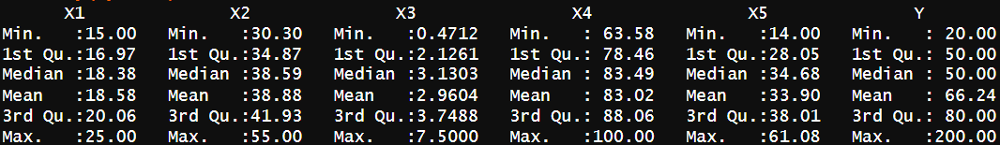 X1 X2 X3 X4 X5 Y
Min. :15.00 Min. :30.30 Min. :0.4712 Min. : 63.58 Min. :14.00 Min. : 20.00
1st Qu.:16.97 1st Qu.:34.87 1st Qu.:2.1261 1st Qu.: 78.46 1st Qu.:28.05 1st Qu.: 50.00
Median :18.38 Median :38.59 Median :3.1303 Median : 83.49 Median :34.68 Median : 50.00
Mean :18.58 Mean :38.88 Mean :2.9604 Mean : 83.02 Mean :33.90 Mean : 66.24
3rd Qu.:20.06 3rd Qu.:41.93 3rd Qu.:3.7488 3rd Qu.: 88.06 3rd Qu.:38.01 3rd Qu.: 80.00
Max. :25.00 Max. :55.00 Max. :7.5000 Max. :100.00 Max. :61.08 Max. :200.00